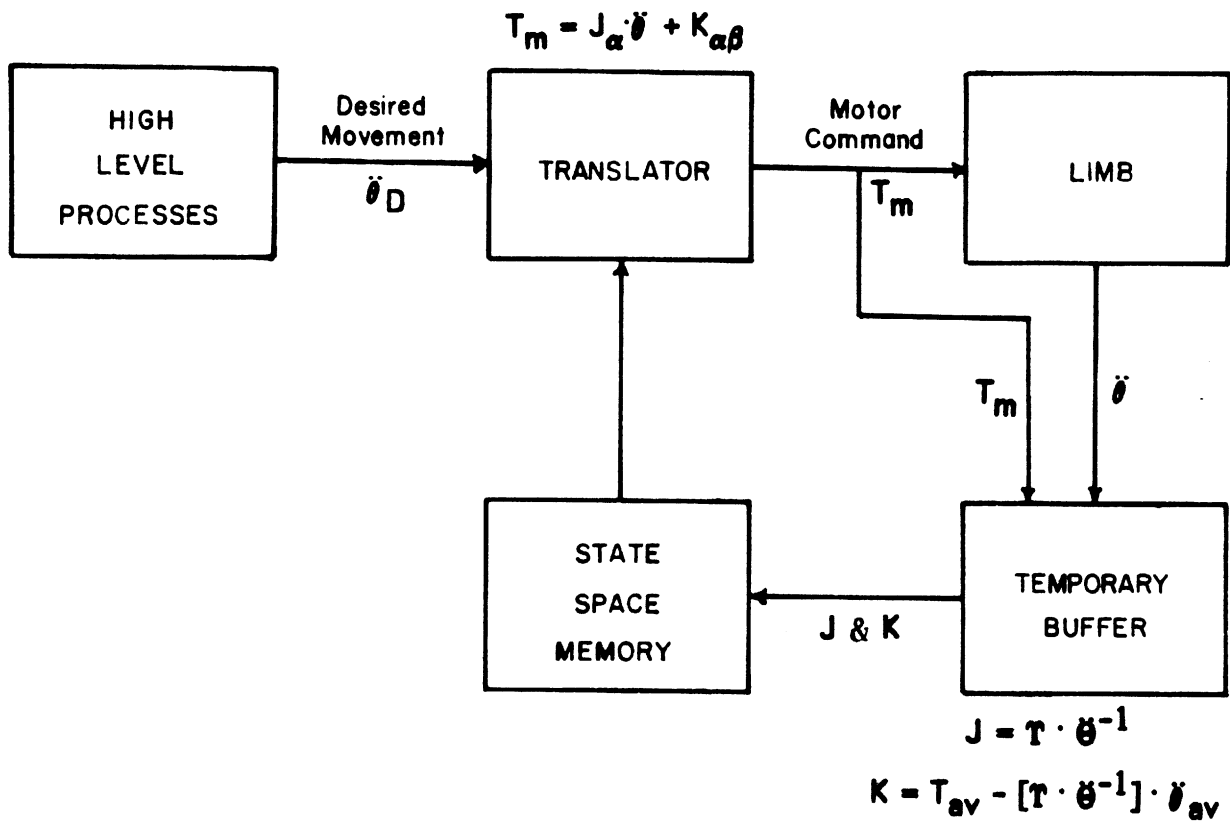 T_m = J_α · θ̈ + K_αβ
HIGH
LEVEL
PROCESSES
Desired
Movement
θ̈_D
TRANSLATOR
Motor
Command
T_m
LIMB
T_m
θ̈
STATE
SPACE
MEMORY
J & K
TEMPORARY
BUFFER
J = ϒ · Θ̈⁻¹
K = T_av - [ϒ · Θ̈⁻¹] · θ̈_av